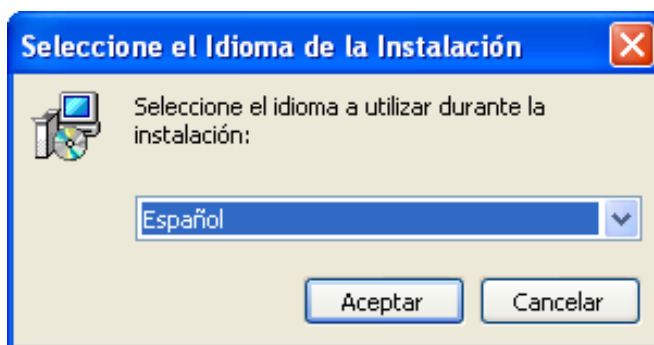 Seleccione el Idioma de la Instalación
Seleccione el idioma a utilizar durante la
instalación:
Español
Aceptar
Cancelar